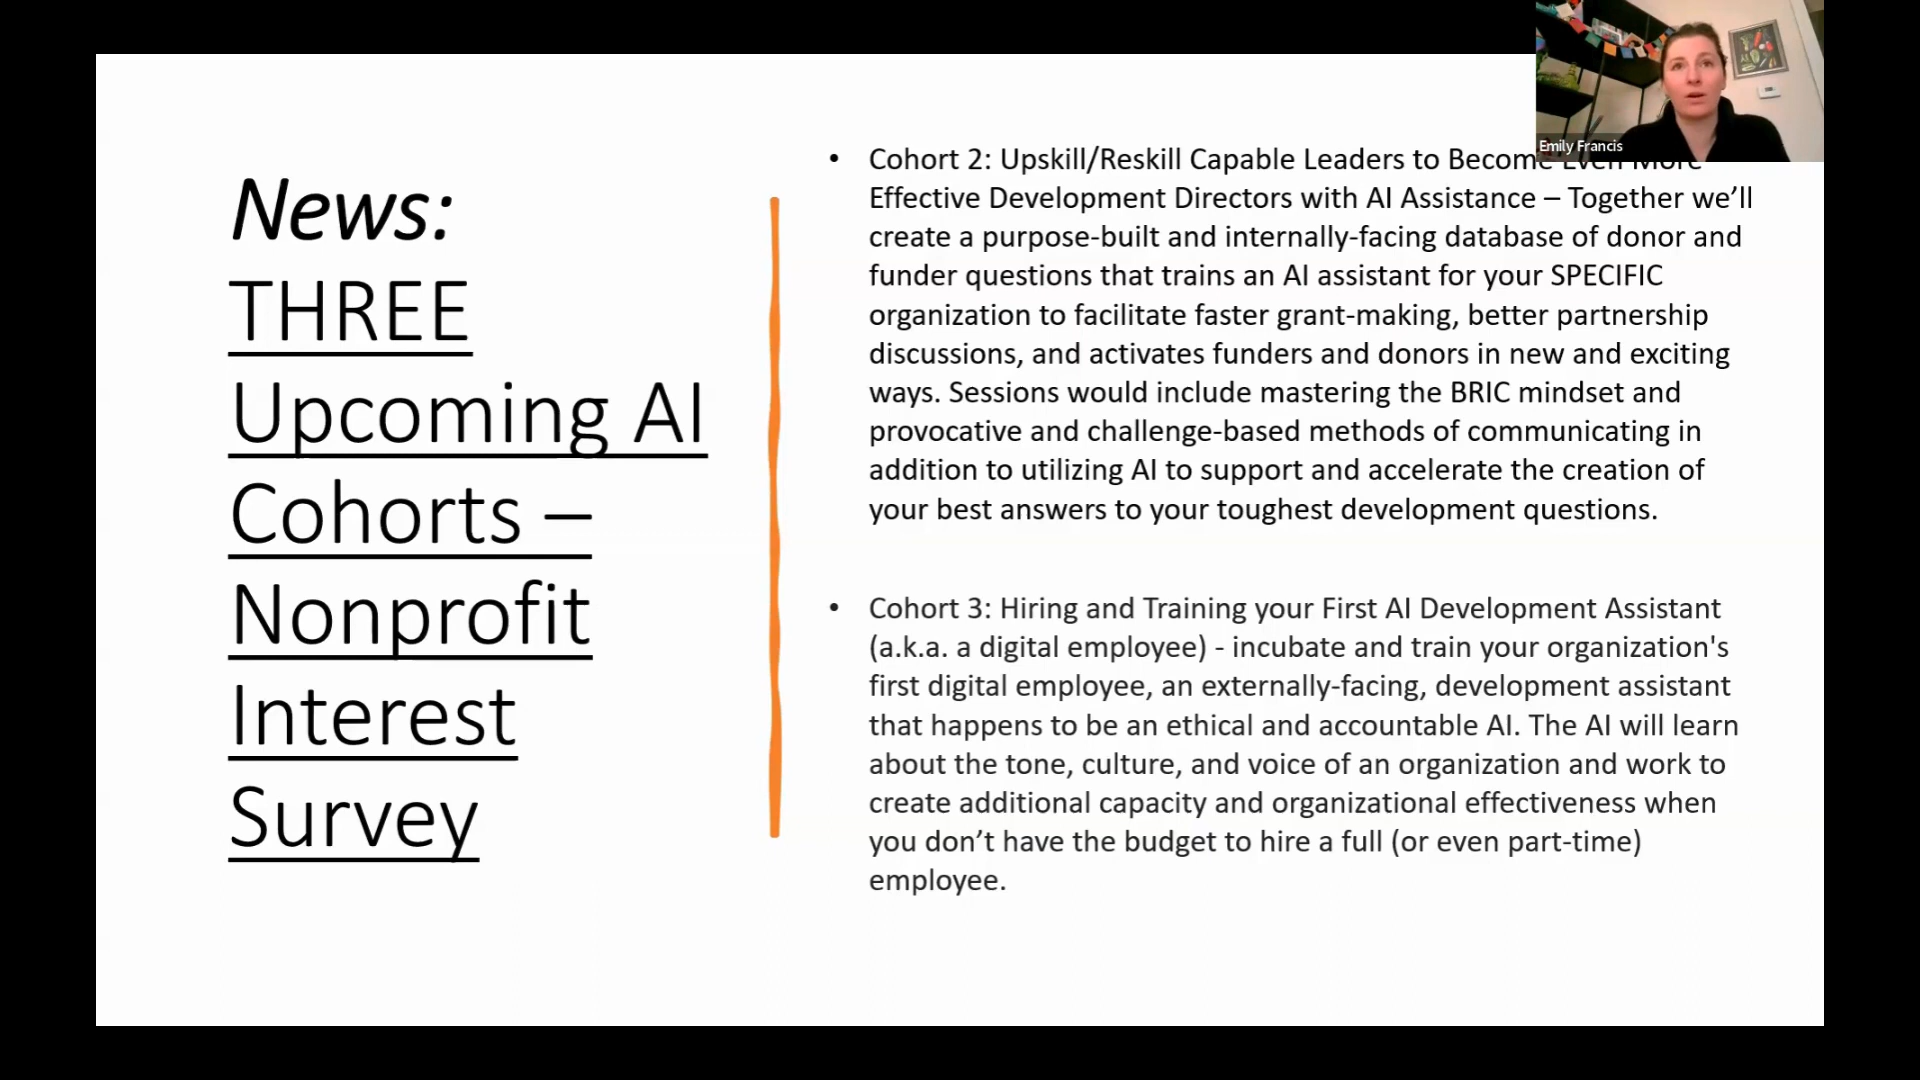 News:
THREE
Upcoming AI
Cohorts –
Nonprofit
Interest
Survey
• Cohort 2: Upskill/Reskill Capable Leaders to Become Even More
Effective Development Directors with AI Assistance – Together we’ll
create a purpose-built and internally-facing database of donor and
funder questions that trains an AI assistant for your SPECIFIC
organization to facilitate faster grant-making, better partnership
discussions, and activates funders and donors in new and exciting
ways. Sessions would include mastering the BRIC mindset and
provocative and challenge-based methods of communicating in
addition to utilizing AI to support and accelerate the creation of
your best answers to your toughest development questions.
• Cohort 3: Hiring and Training your First AI Development Assistant
(a.k.a. a digital employee) - incubate and train your organization's
first digital employee, an externally-facing, development assistant
that happens to be an ethical and accountable AI. The AI will learn
about the tone, culture, and voice of an organization and work to
create additional capacity and organizational effectiveness when
you don’t have the budget to hire a full (or even part-time)
employee.
Emily Francis